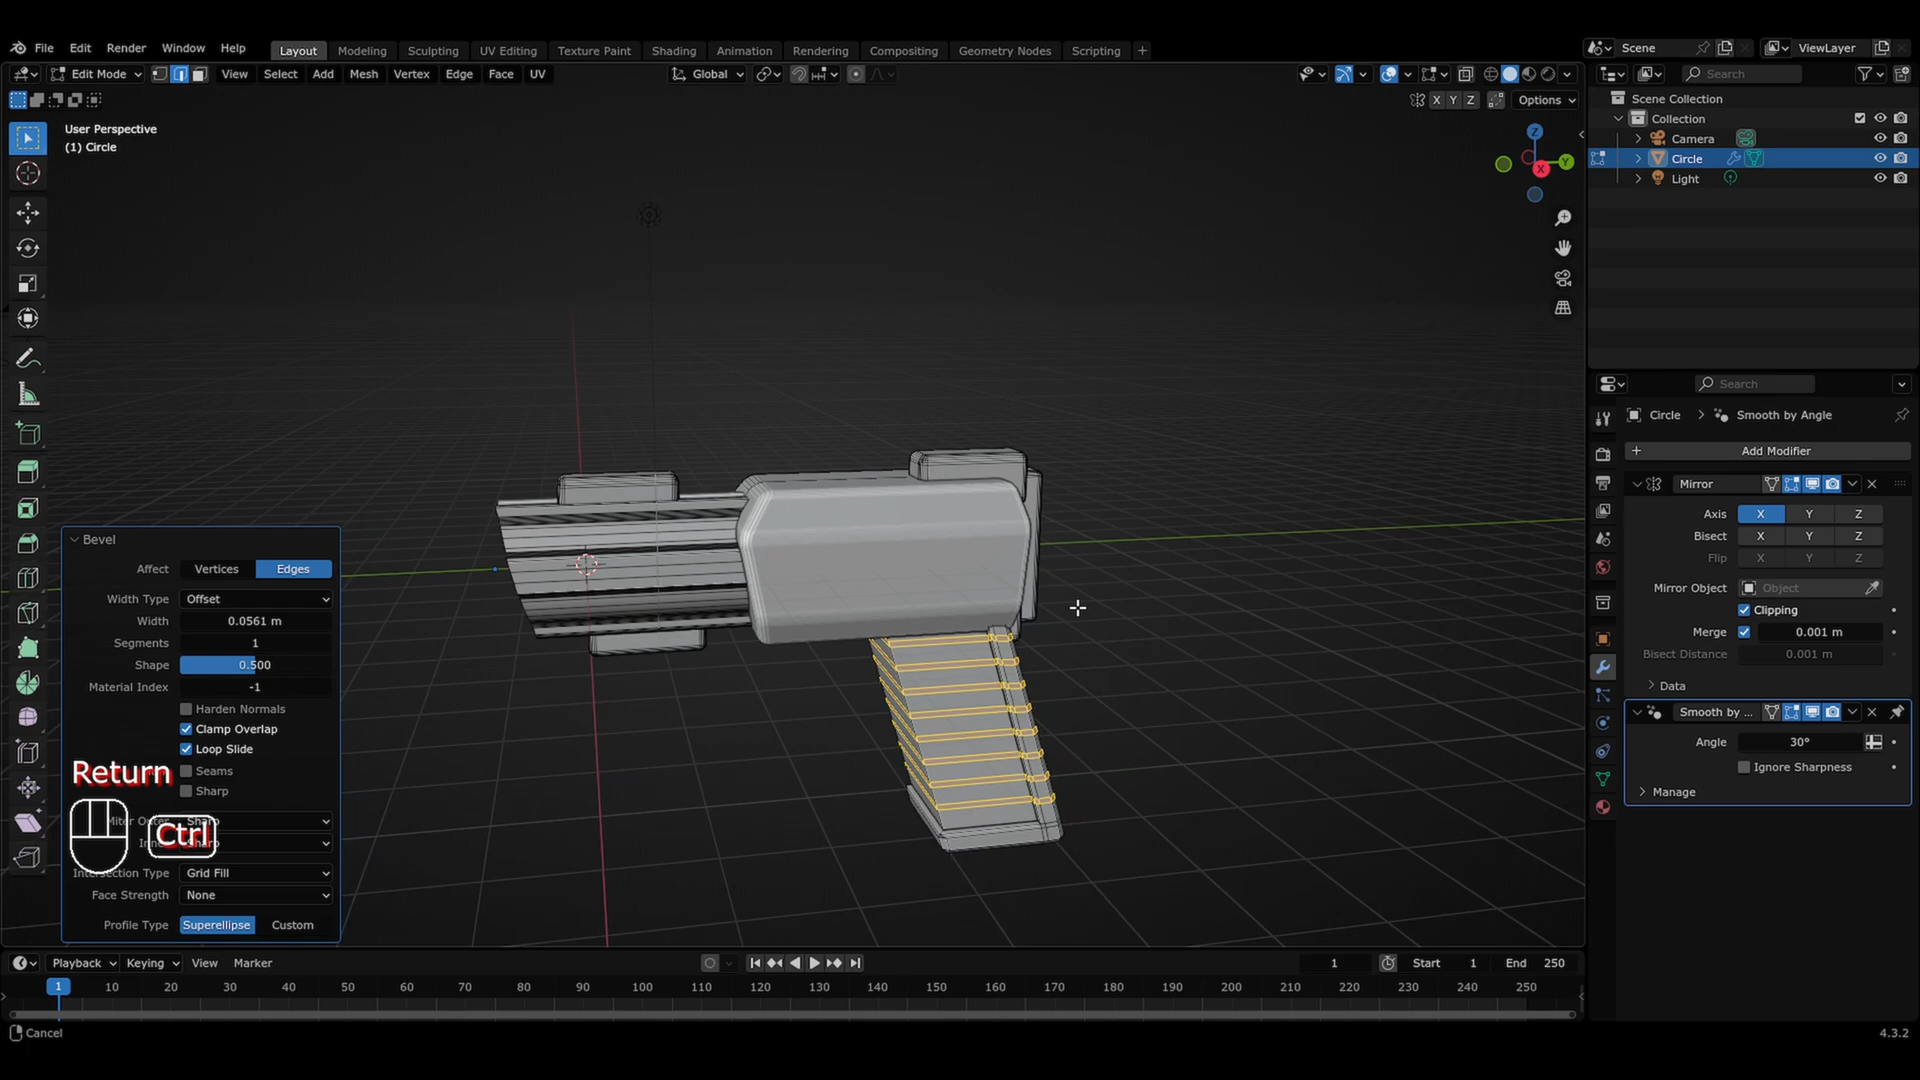 File Edit Render Window Help Layout Modeling Sculpting UV Editing Texture Paint Shading Animation Rendering Compositing Geometry Nodes Scripting + Scene ViewLayer
Edit Mode View Select Add Mesh Vertex Edge Face UV Global Search
X Y Z Options
User Perspective
(1) Circle
Scene Collection
Collection
Camera
Circle
Light
Z
Y
X
Search
Circle > Smooth by Angle
+ Add Modifier
Mirror
Axis X Y Z
Bisect X Y Z
Flip X Y Z
Mirror Object Object
Clipping
Merge 0.001 m
Bisect Distance 0.001 m
Data
Smooth by ...
Angle 30°
Ignore Sharpness
Manage
Bevel
Affect Vertices Edges
Width Type Offset
Width 0.0561 m
Segments 1
Shape 0.500
Material Index -1
Harden Normals
Clamp Overlap
Loop Slide
Seams
Sharp
Return
Ctrl
Intersection Type Grid Fill
Face Strength None
Profile Type Superellipse Custom
Playback Keying View Marker 1 Start 1 End 250
1 10 20 30 40 50 60 70 80 90 100 110 120 130 140 150 160 170 180 190 200 210 220 230 240 250
Cancel 4.3.2